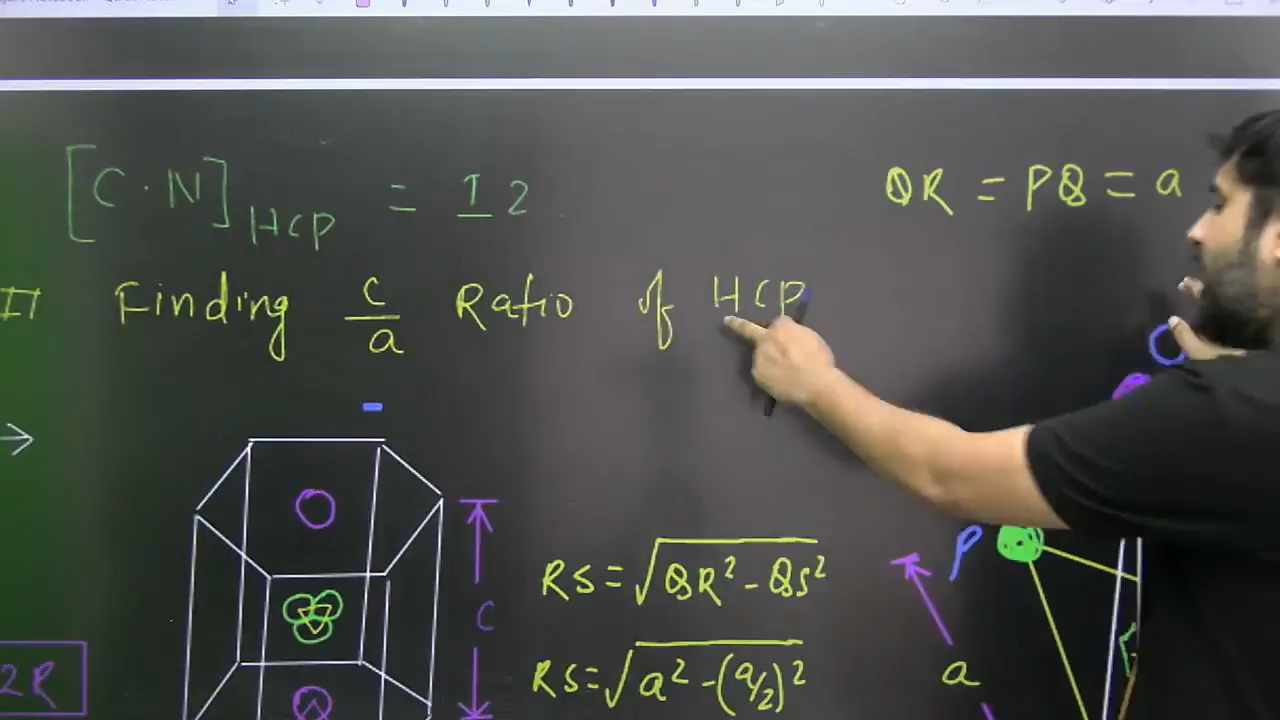 [C.N]HCP = 12
QR = PQ = a
II Finding c/a Ratio of HCP
RS = √QR² - QS²
P
C
RS = √a² - (a/2)²
a
2R